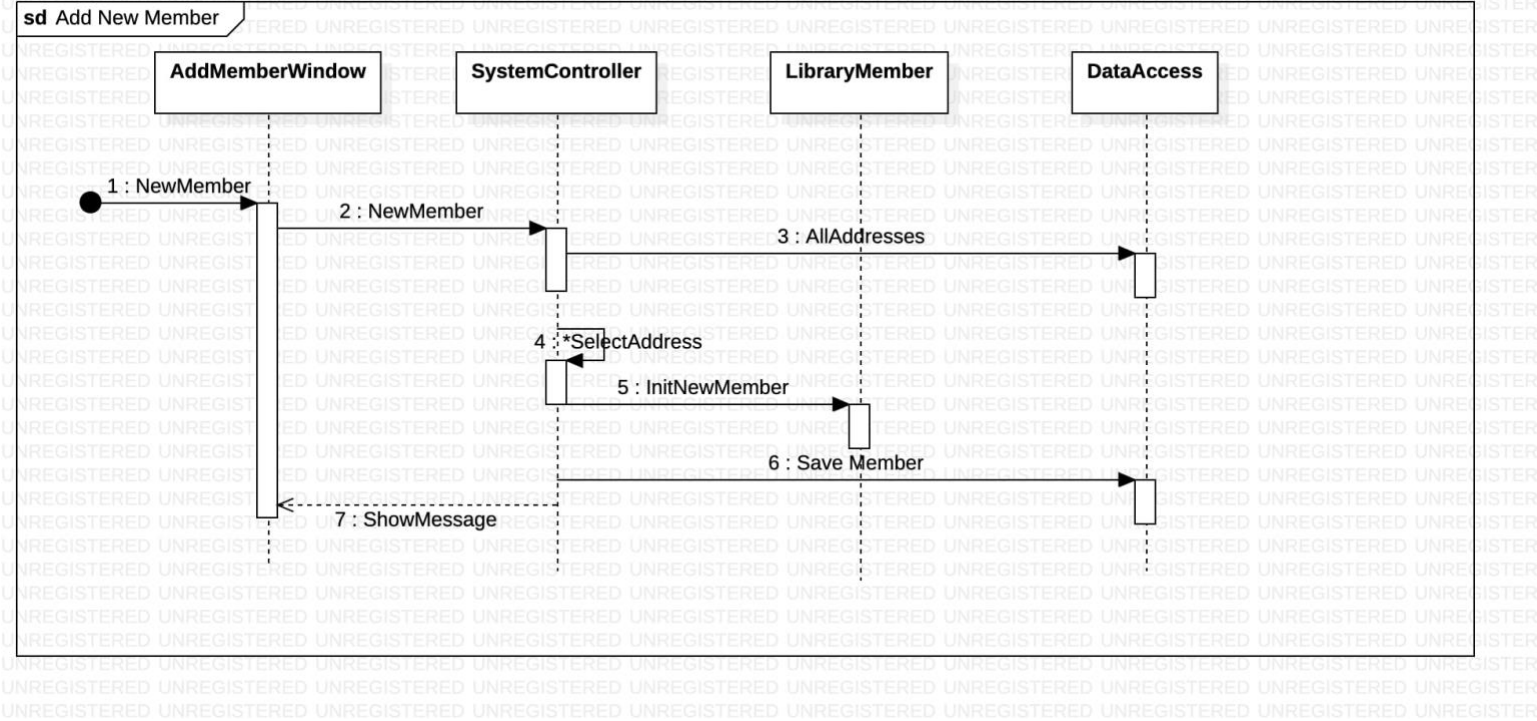 sd Add New Member
AddMemberWindow
SystemController
LibraryMember
DataAccess
1 : NewMember
2 : NewMember
3 : AllAddresses
4 : *SelectAddress
5 : InitNewMember
6 : Save Member
7 : ShowMessage
UNREGISTERED